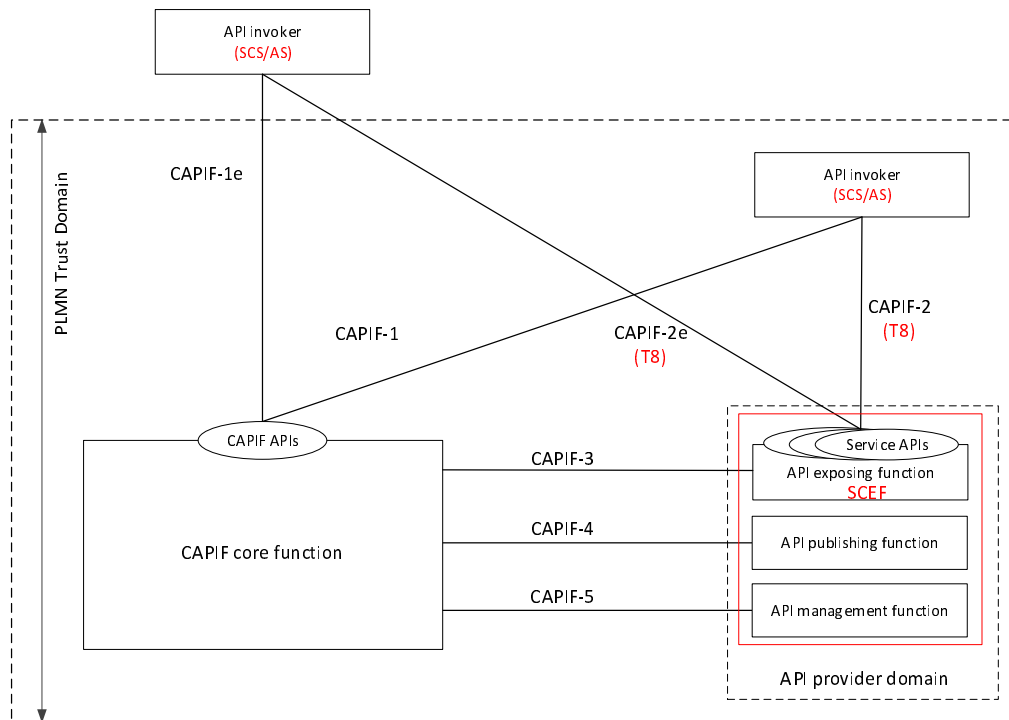 API invoker
(SCS/AS)
CAPIF-1e
PLMN Trust Domain
API invoker
(SCS/AS)
CAPIF-1
CAPIF-2e
(T8)
CAPIF-2
(T8)
CAPIF APIs
Service APIs
API exposing function
SCEF
CAPIF-3
CAPIF core function
CAPIF-4
API publishing function
CAPIF-5
API management function
API provider domain